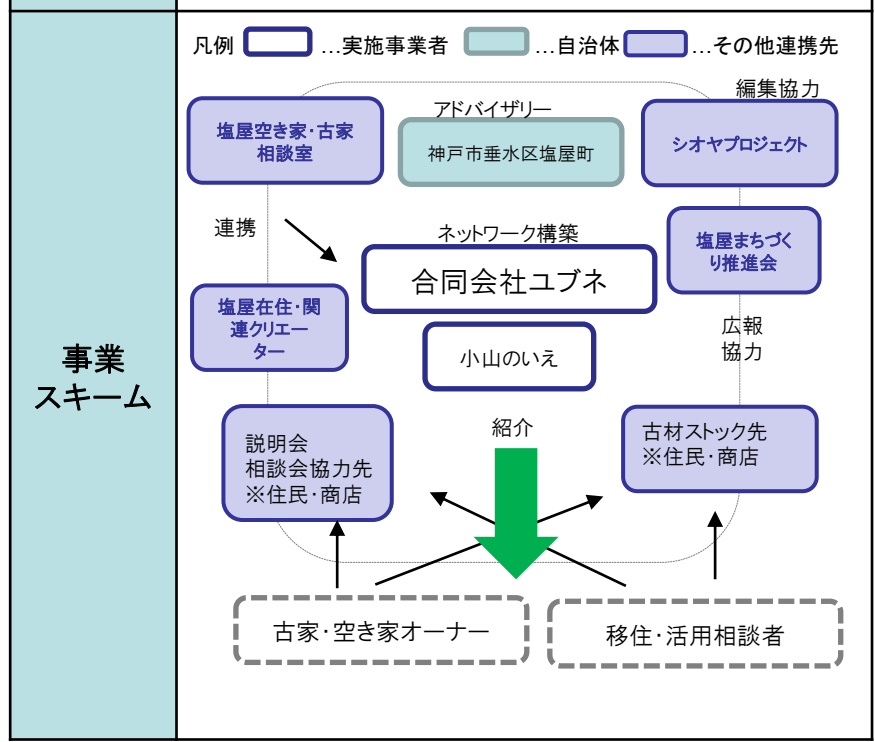 事業
スキーム
凡例 …実施事業者 …自治体 …その他連携先
編集協力
アドバイザリー
塩屋空き家・古家
相談室
神戸市垂水区塩屋町
シオヤプロジェクト
連携
ネットワーク構築
塩屋まちづく
り推進会
合同会社ユブネ
塩屋在住・関
連クリエー
ター
広報
協力
小山のいえ
説明会
相談会協力先
※住民・商店
紹介
古材ストック先
※住民・商店
古家・空き家オーナー
移住・活用相談者